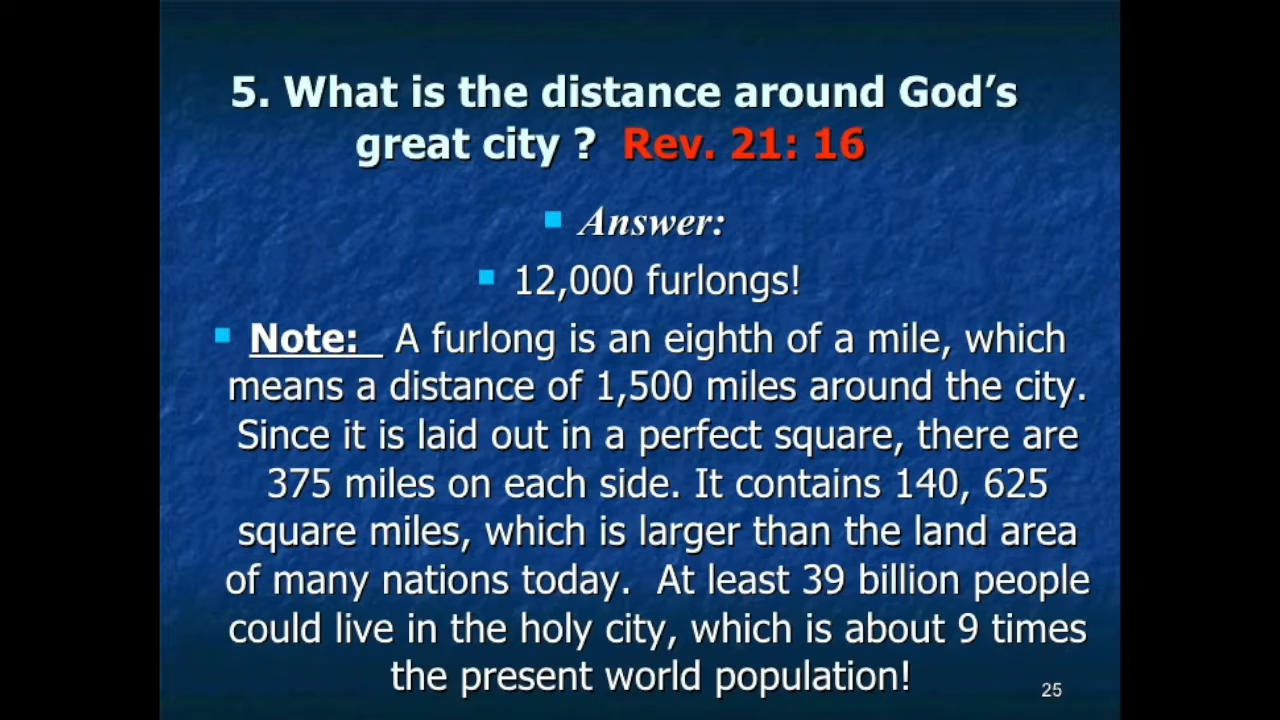 5. What is the distance around God’s
great city ? Rev. 21: 16
Answer:
12,000 furlongs!
Note: A furlong is an eighth of a mile, which
means a distance of 1,500 miles around the city.
Since it is laid out in a perfect square, there are
375 miles on each side. It contains 140, 625
square miles, which is larger than the land area
of many nations today. At least 39 billion people
could live in the holy city, which is about 9 times
the present world population!
25